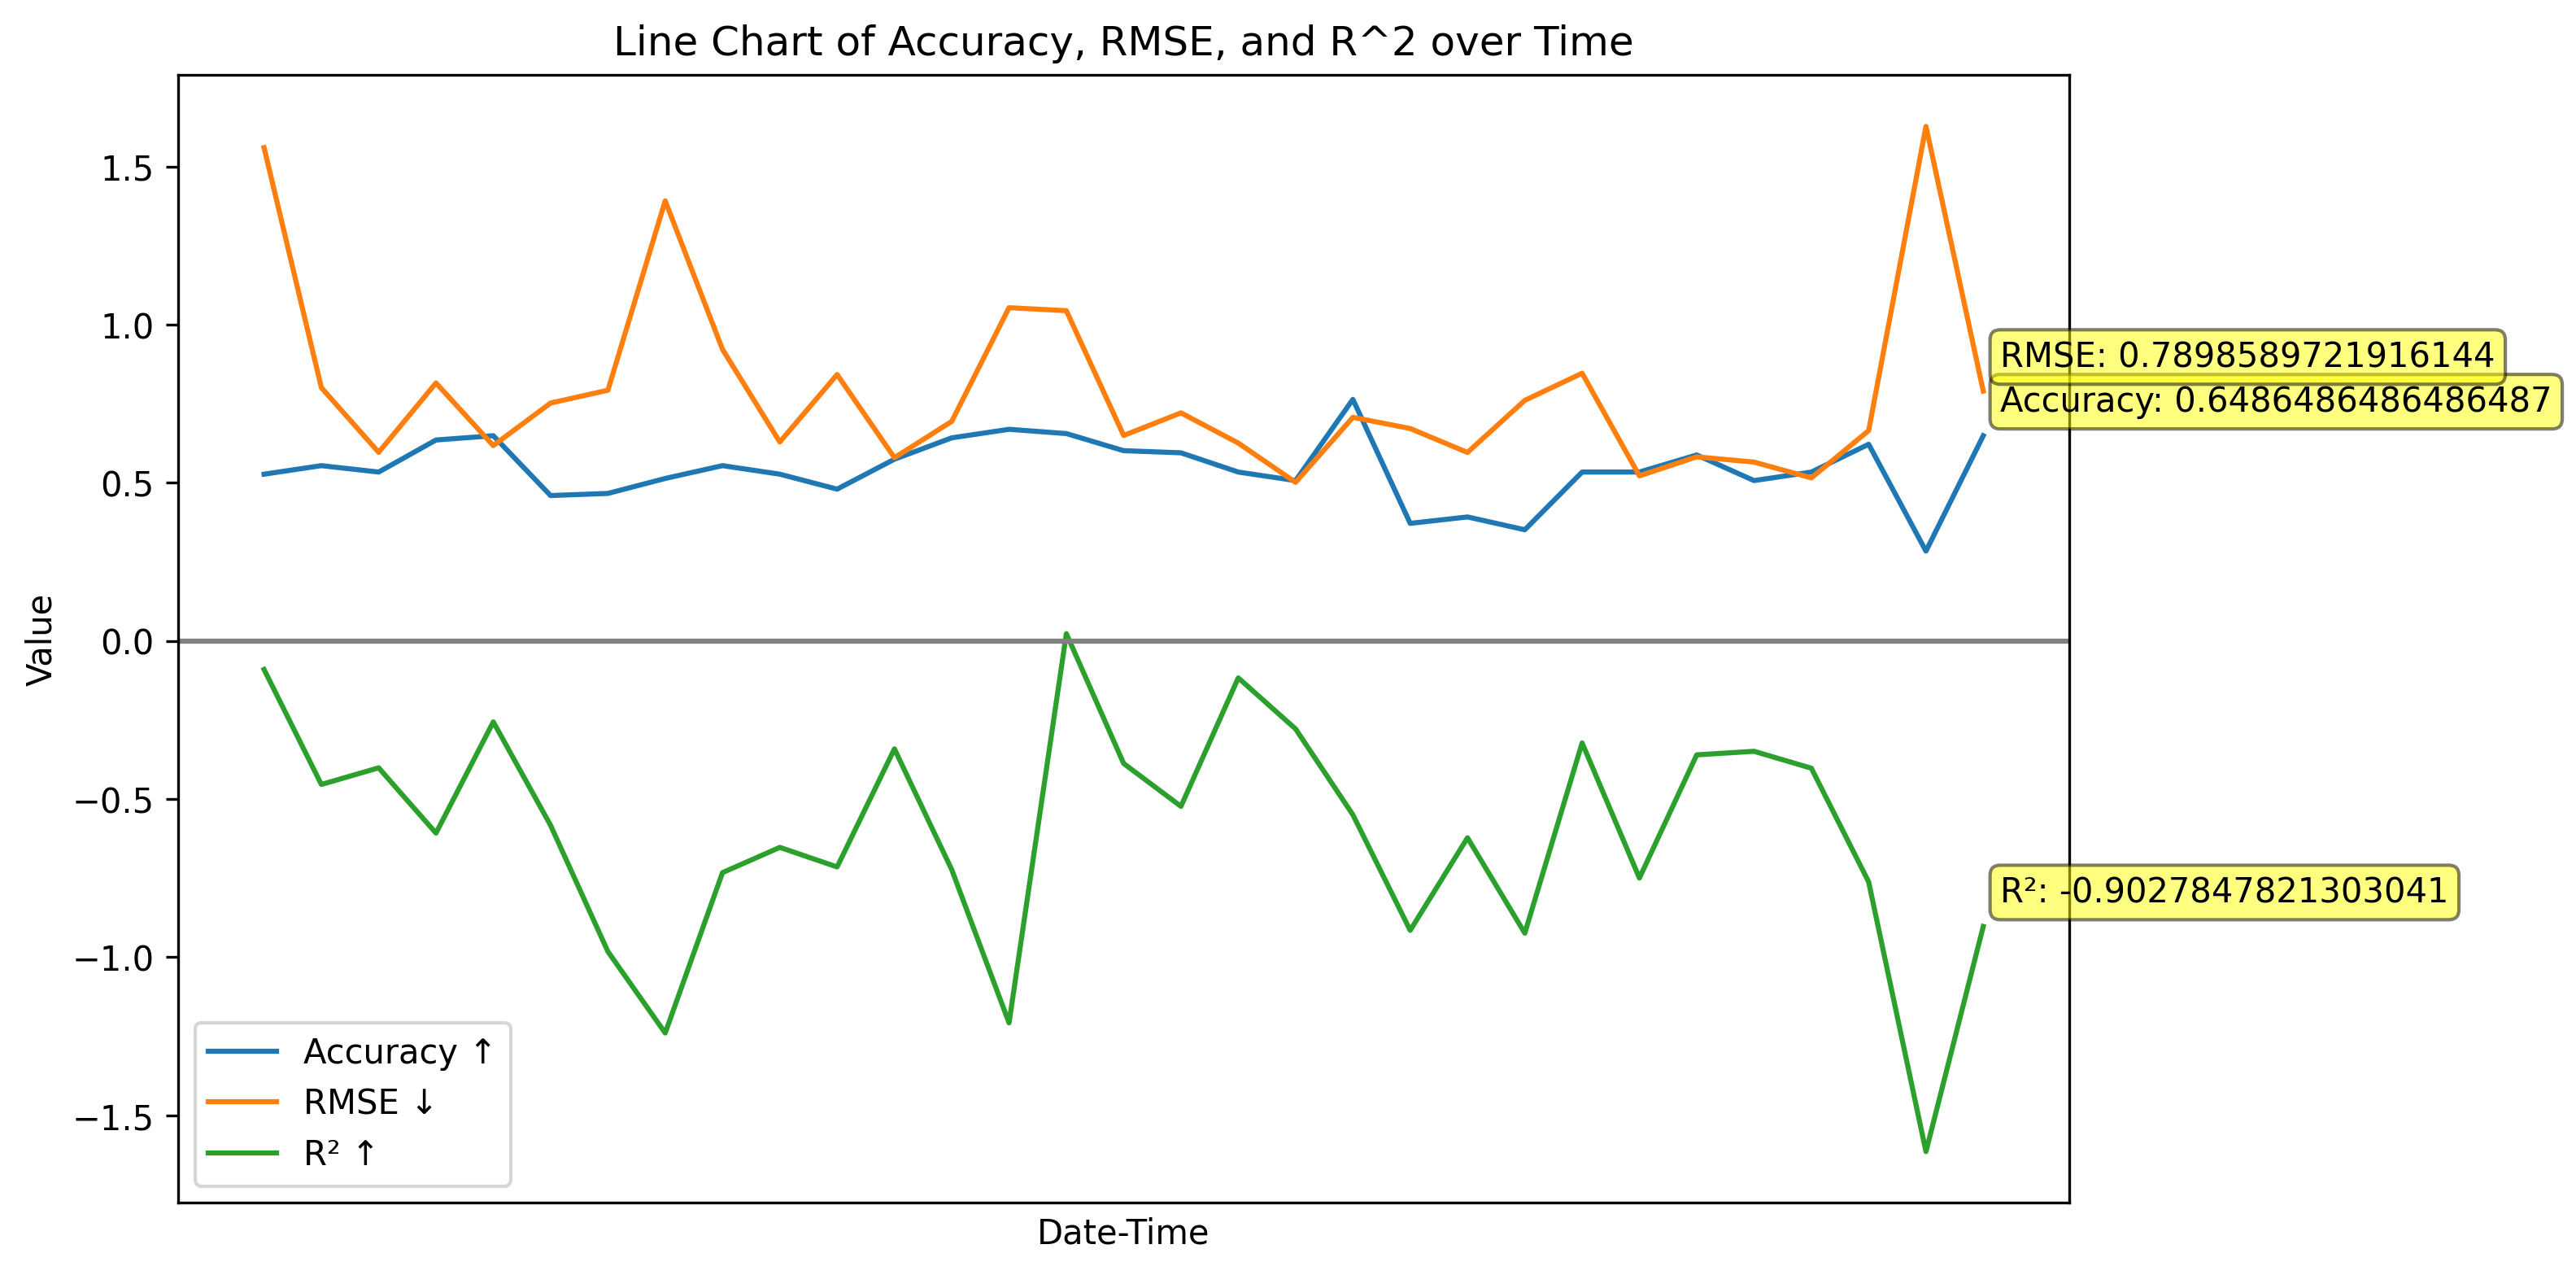 Line Chart of Accuracy, RMSE, and R^2 over Time
Value
1.5
1.0
0.5
0.0
−0.5
−1.0
−1.5
RMSE: 0.7898589721916144
Accuracy: 0.6486486486486487
R²: -0.9027847821303041
Accuracy ↑
RMSE ↓
R² ↑
Date-Time